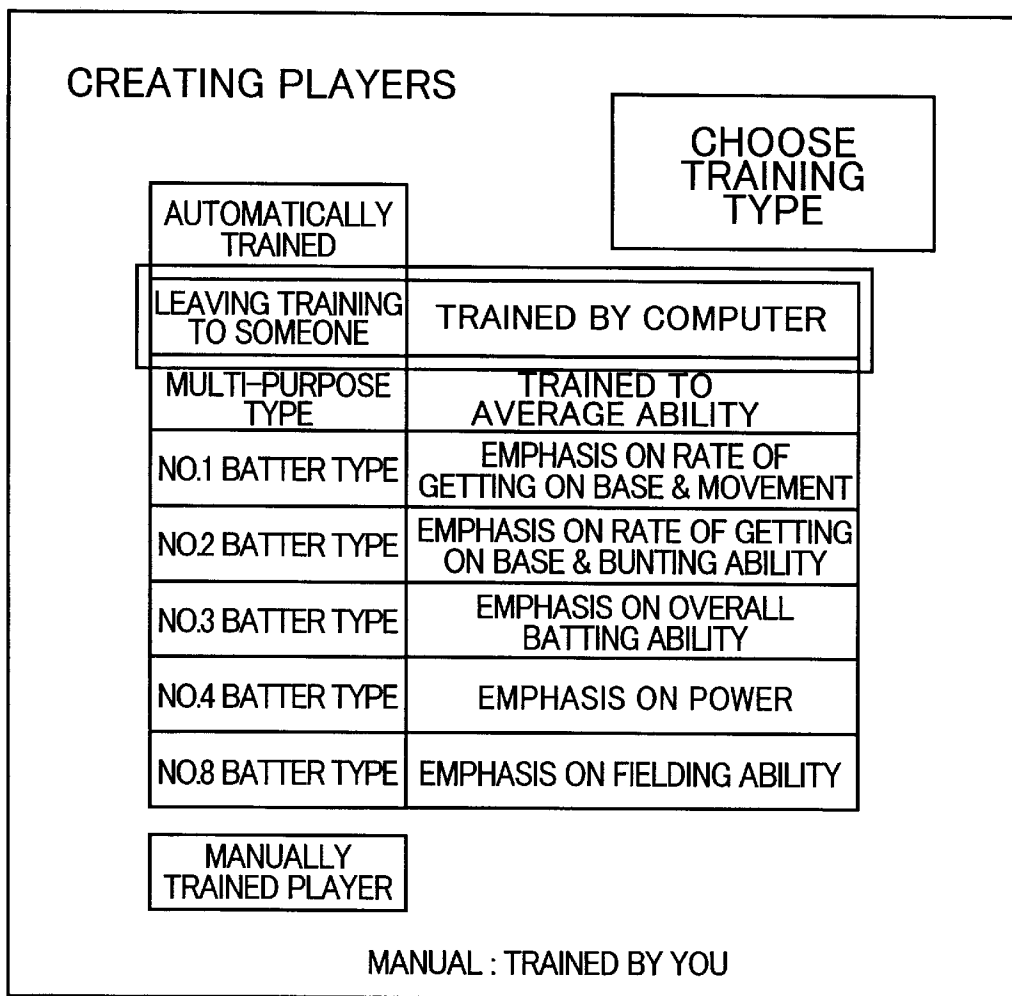 CREATING PLAYERS
CHOOSE
TRAINING
TYPE
AUTOMATICALLY
TRAINED
LEAVING TRAINING
TO SOMEONE
TRAINED BY COMPUTER
MULTI-PURPOSE
TYPE
TRAINED TO
AVERAGE ABILITY
NO.1 BATTER TYPE
EMPHASIS ON RATE OF
GETTING ON BASE & MOVEMENT
NO.2 BATTER TYPE
EMPHASIS ON RATE OF GETTING
ON BASE & BUNTING ABILITY
NO.3 BATTER TYPE
EMPHASIS ON OVERALL
BATTING ABILITY
NO.4 BATTER TYPE
EMPHASIS ON POWER
NO.8 BATTER TYPE
EMPHASIS ON FIELDING ABILITY
MANUALLY
TRAINED PLAYER
MANUAL : TRAINED BY YOU